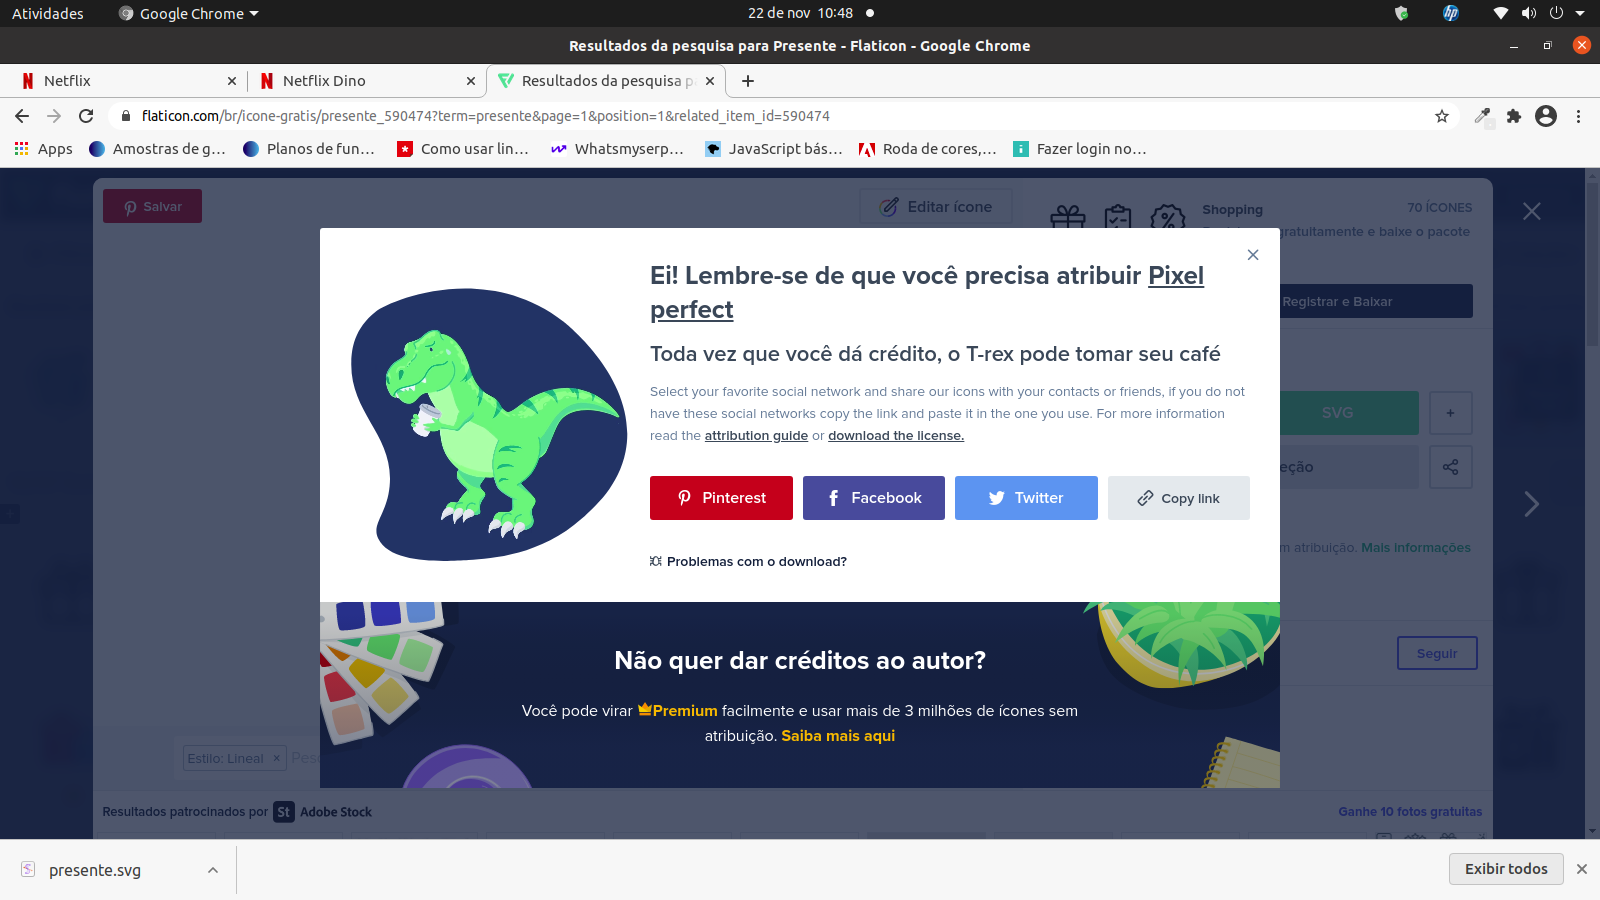 Atividades
Google Chrome
22 de nov 10:48
hp
Resultados da pesquisa para Presente - Flaticon - Google Chrome
Netflix
Netflix Dino
Resultados da pesquisa p
flaticon.com/br/icone-gratis/presente_590474?term=presente&page=1&position=1&related_item_id=590474
Apps
Amostras de g...
Planos de fun...
Como usar lin...
Whatsmyserp...
JavaScript bás...
Roda de cores,...
Fazer login no...
Salvar
Editar ícone
Shopping
70 ÍCONES
gratuitamente e baixe o pacote
Registrar e Baixar
Ei! Lembre-se de que você precisa atribuir Pixel
perfect
Toda vez que você dá crédito, o T-rex pode tomar seu café
Select your favorite social network and share our icons with your contacts or friends, if you do not
have these social networks copy the link and paste it in the one you use. For more information
read the attribution guide or download the license.
SVG
+
eção
Pinterest
Facebook
Twitter
Copy link
m atribuição. Mais informações
Problemas com o download?
Não quer dar créditos ao autor?
Seguir
Você pode virar Premium facilmente e usar mais de 3 milhões de ícones sem
atribuição. Saiba mais aqui
Estilo: Lineal ×
Pesq
Resultados patrocinados por St Adobe Stock
Ganhe 10 fotos gratuitas
presente.svg
Exibir todos